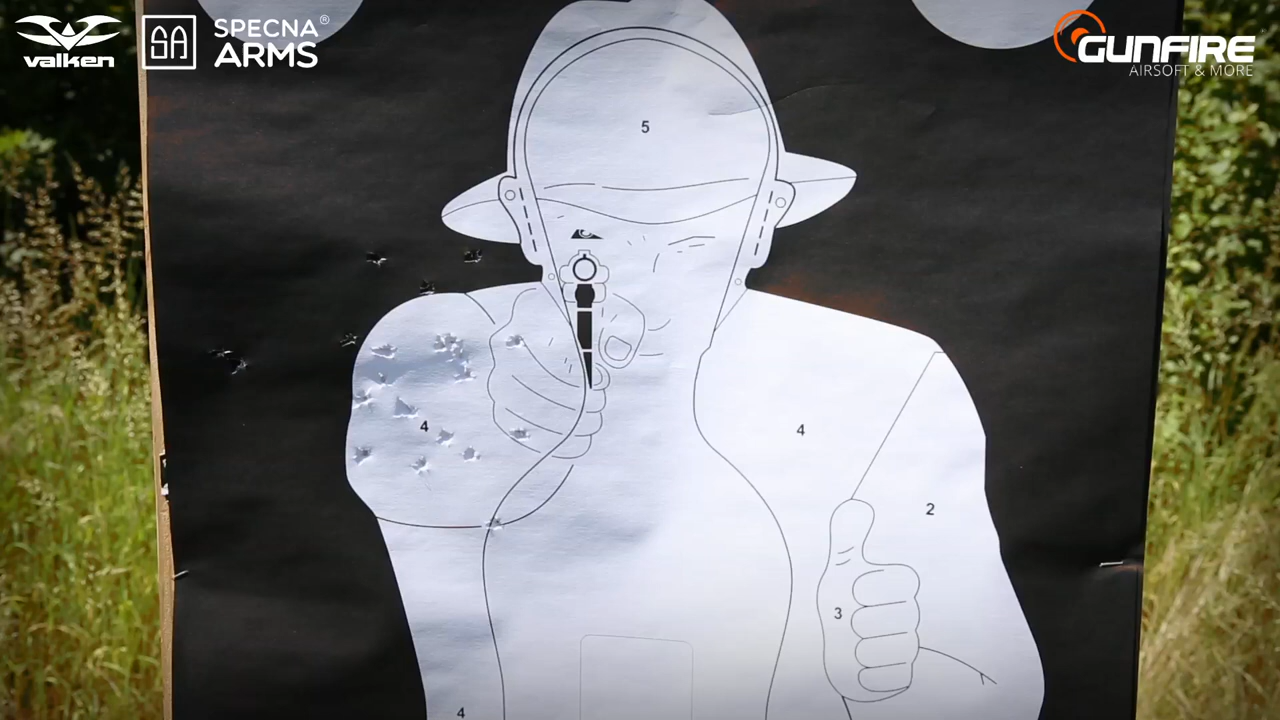 valken
SA
SPECNA®
ARMS
GUNFIRE
AIRSOFT & MORE
5
4
4
2
3
4